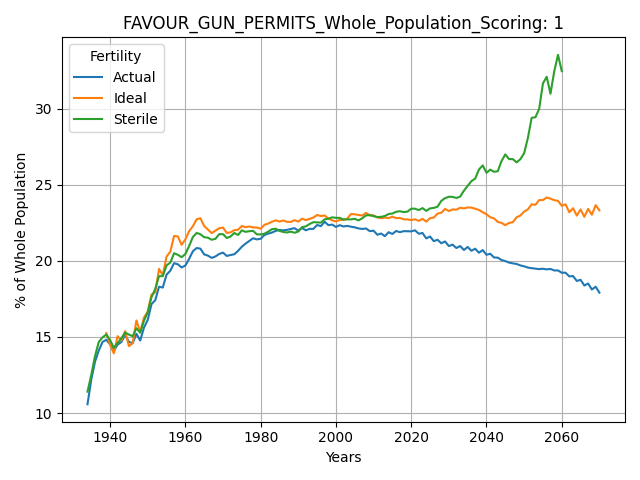 FAVOUR_GUN_PERMITS_Whole_Population_Scoring: 1
Fertility
Actual
Ideal
Sterile
% of Whole Population
30
25
20
15
10
1940 1960 1980 2000 2020 2040 2060
Years